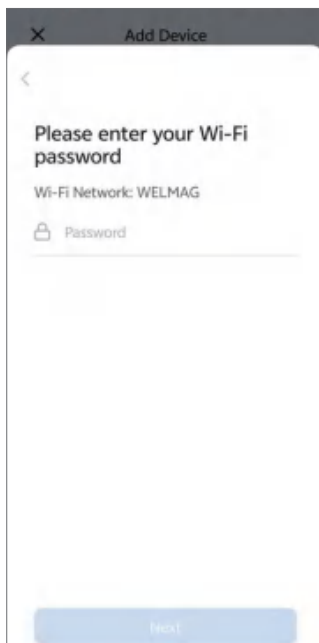 Add Device
Please enter your Wi-Fi
password
Wi-Fi Network: WELMAG
Password
Next